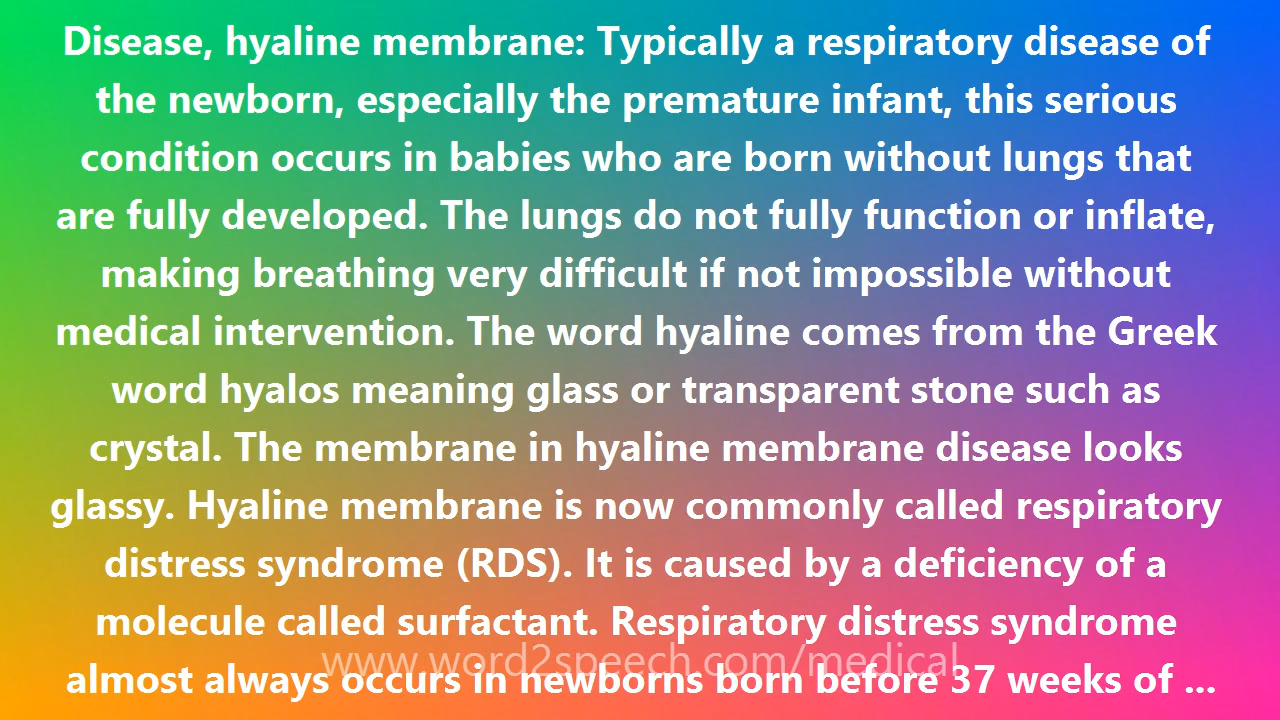 Disease, hyaline membrane: Typically a respiratory disease of
the newborn, especially the premature infant, this serious
condition occurs in babies who are born without lungs that
are fully developed. The lungs do not fully function or inflate,
making breathing very difficult if not impossible without
medical intervention. The word hyaline comes from the Greek
word hyalos meaning glass or transparent stone such as
crystal. The membrane in hyaline membrane disease looks
glassy. Hyaline membrane is now commonly called respiratory
distress syndrome (RDS). It is caused by a deficiency of a
molecule called surfactant. Respiratory distress syndrome
www.word2speech.com/medical
almost always occurs in newborns born before 37 weeks of ...